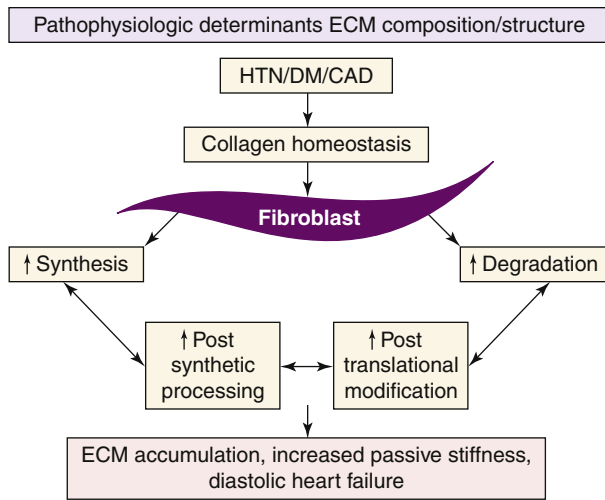 Pathophysiologic determinants ECM composition/structure
HTN/DM/CAD
Collagen homeostasis
Fibroblast
↑ Synthesis
↑ Degradation
↑ Post
synthetic
processing
↑ Post
translational
modification
ECM accumulation, increased passive stiffness,
diastolic heart failure